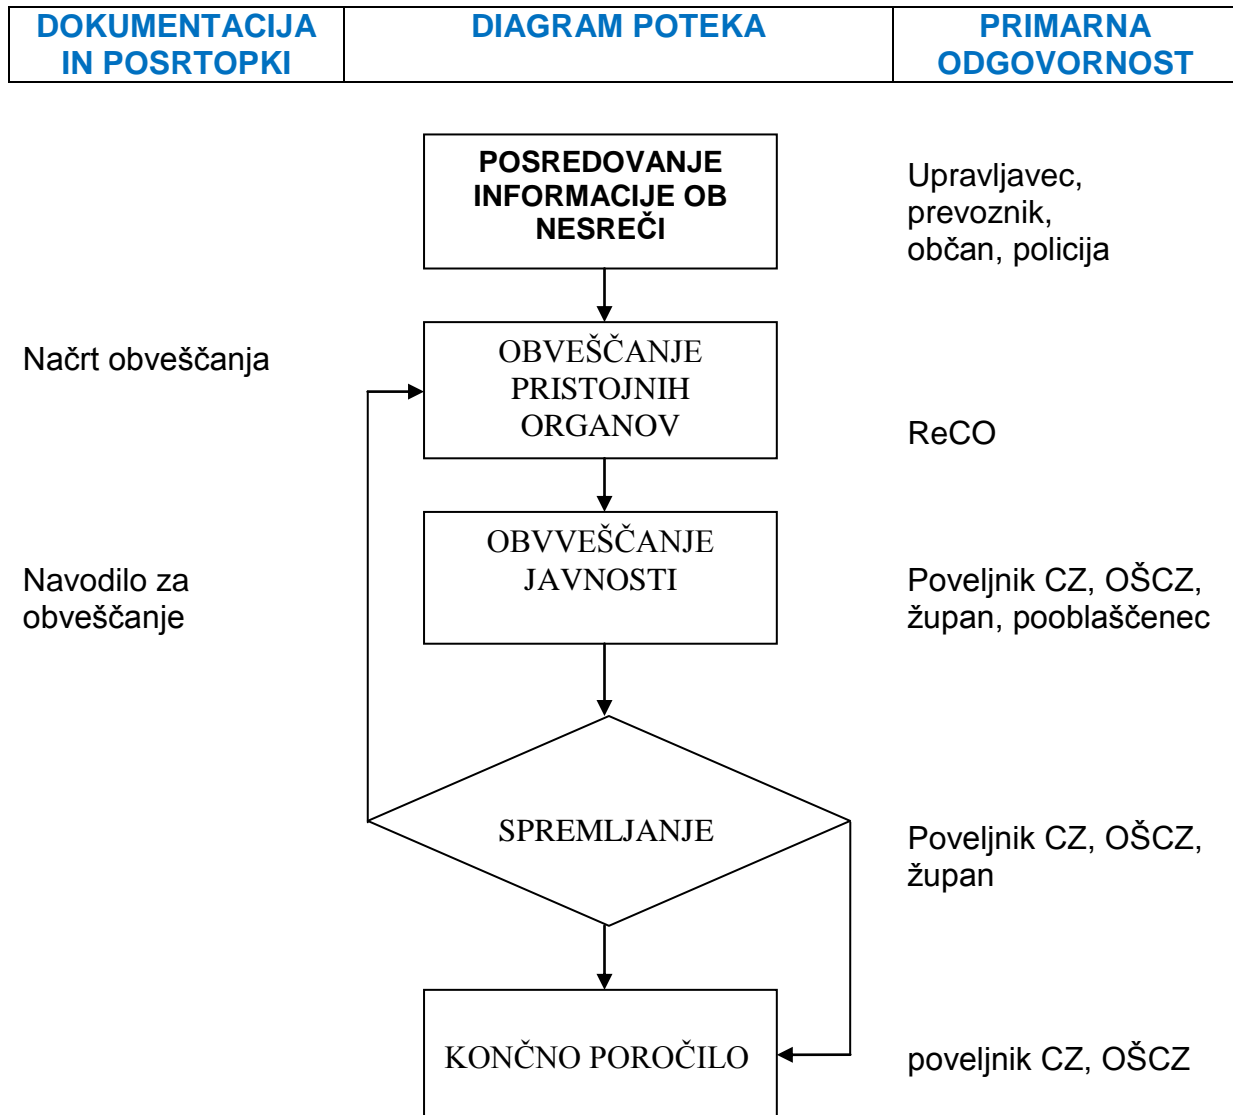 DOKUMENTACIJA
IN POSRTOPKI
DIAGRAM POTEKA
PRIMARNA
ODGOVORNOST
POSREDOVANJE
INFORMACIJE OB
NESREČI
Upravljavec,
prevoznik,
občan, policija
Načrt obveščanja
OBVEŠČANJE
PRISTOJNIH
ORGANOV
ReCO
OBVVEŠČANJE
JAVNOSTI
Navodilo za
obveščanje
Poveljnik CZ, OŠCZ,
župan, pooblaščenec
SPREMLJANJE
Poveljnik CZ, OŠCZ,
župan
KONČNO POROČILO
poveljnik CZ, OŠCZ